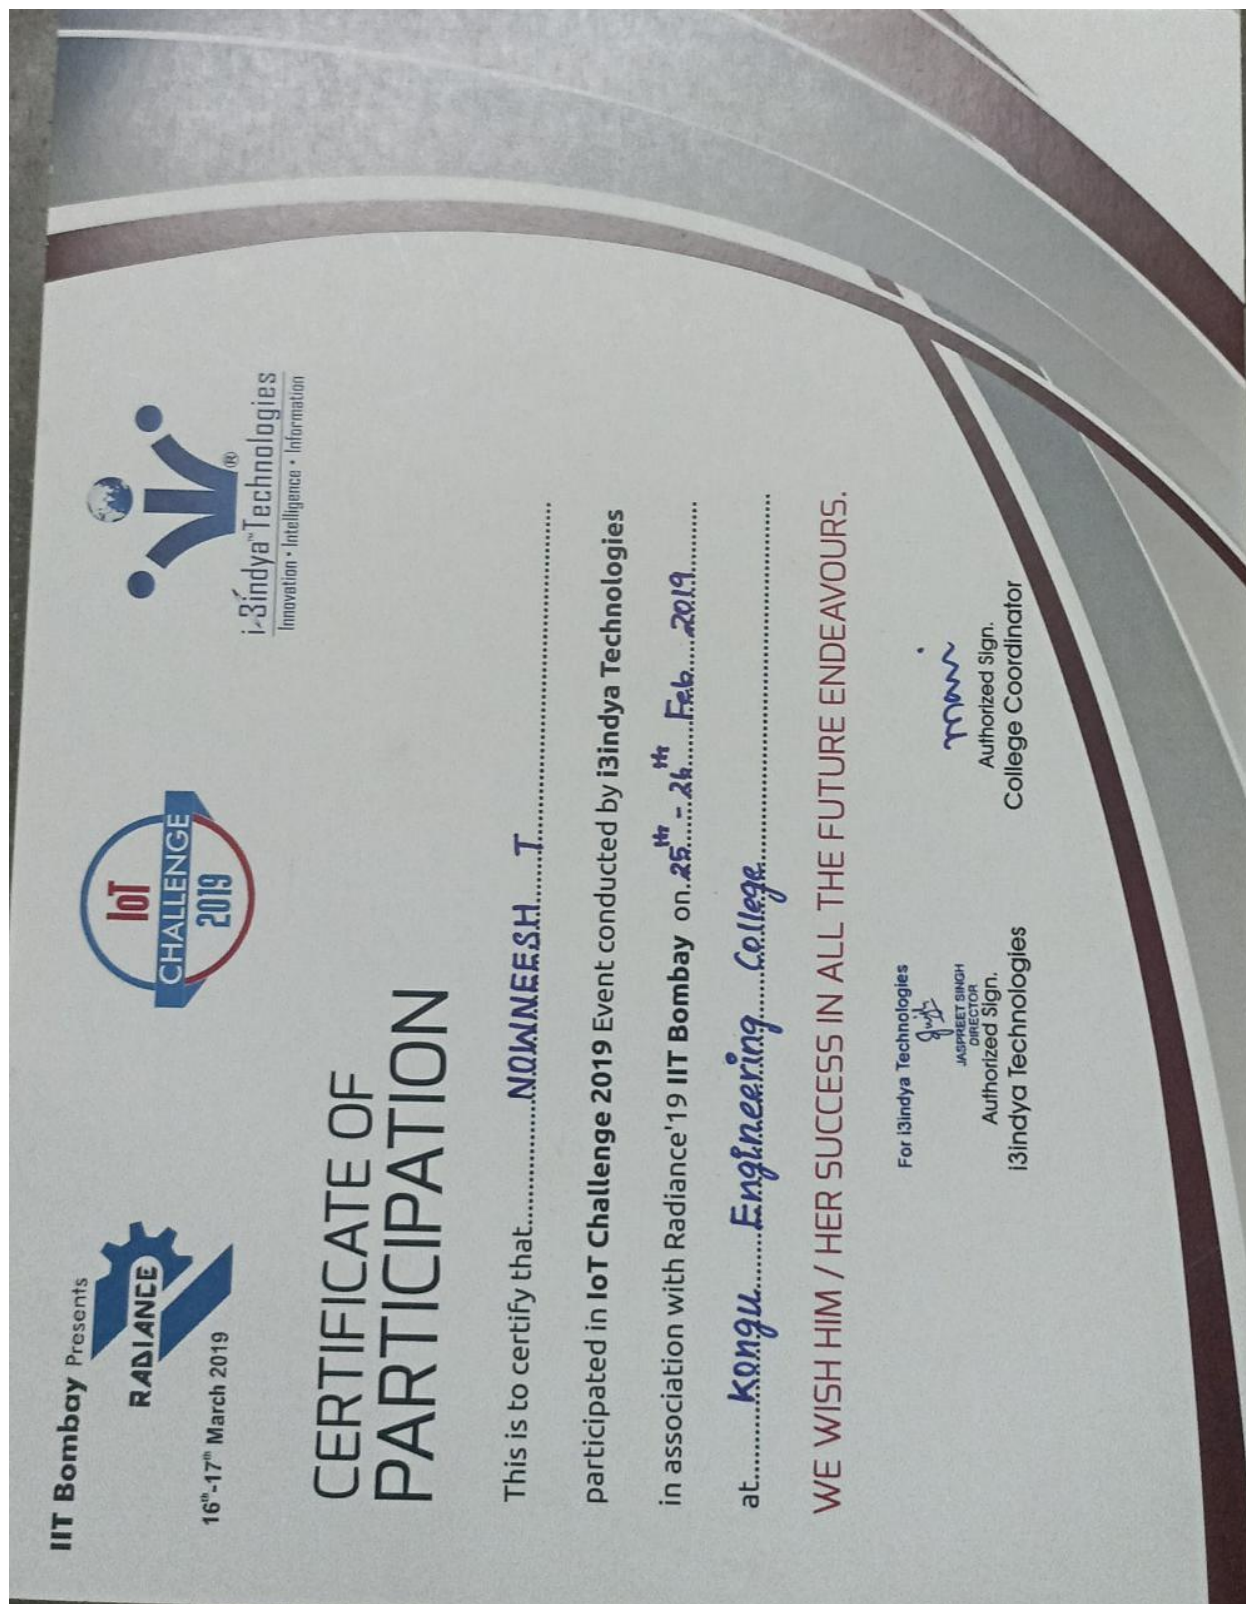 IIT Bombay Presents
RADIANCE
16th-17th March 2019
IoT
CHALLENGE
2019
i-3indya™Technologies
®
Innovation • Intelligence • Information
CERTIFICATE OF
PARTICIPATION
This is to certify that NOWNEESH T
participated in IoT Challenge 2019 Event conducted by i3indya Technologies
in association with Radiance'19 IIT Bombay on 25th - 26th Feb 2019
at Kongu Engineering College
WE WISH HIM / HER SUCCESS IN ALL THE FUTURE ENDEAVOURS.
For i3indya Technologies
JASPREET SINGH
DIRECTOR
Authorized Sign.
i3indya Technologies
mani
Authorized Sign.
College Coordinator